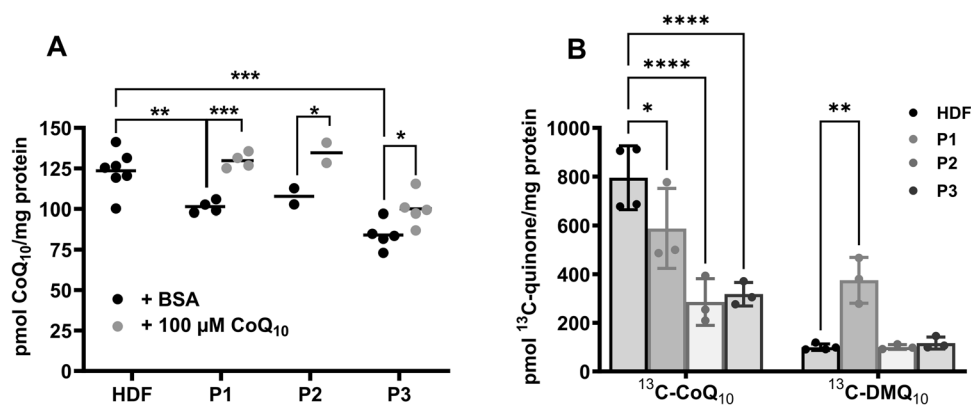 A
***
** *** * *
pmol CoQ₁₀/mg protein
150
125
100
75
50
25
0
+ BSA
+ 100 µM CoQ₁₀
HDF P1 P2 P3
B
****
****
* **
HDF
P1
P2
P3
pmol ¹³C-quinone/mg protein
1000
800
600
400
200
0
¹³C-CoQ₁₀ ¹³C-DMQ₁₀